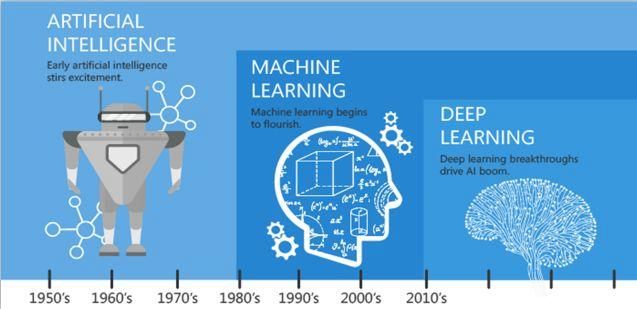 ARTIFICIAL
INTELLIGENCE
Early artificial intelligence
stirs excitement.
MACHINE
LEARNING
Machine learning begins
to flourish.
DEEP
LEARNING
Deep learning breakthroughs
drive AI boom.
1950's 1960's 1970's 1980's 1990's 2000's 2010's